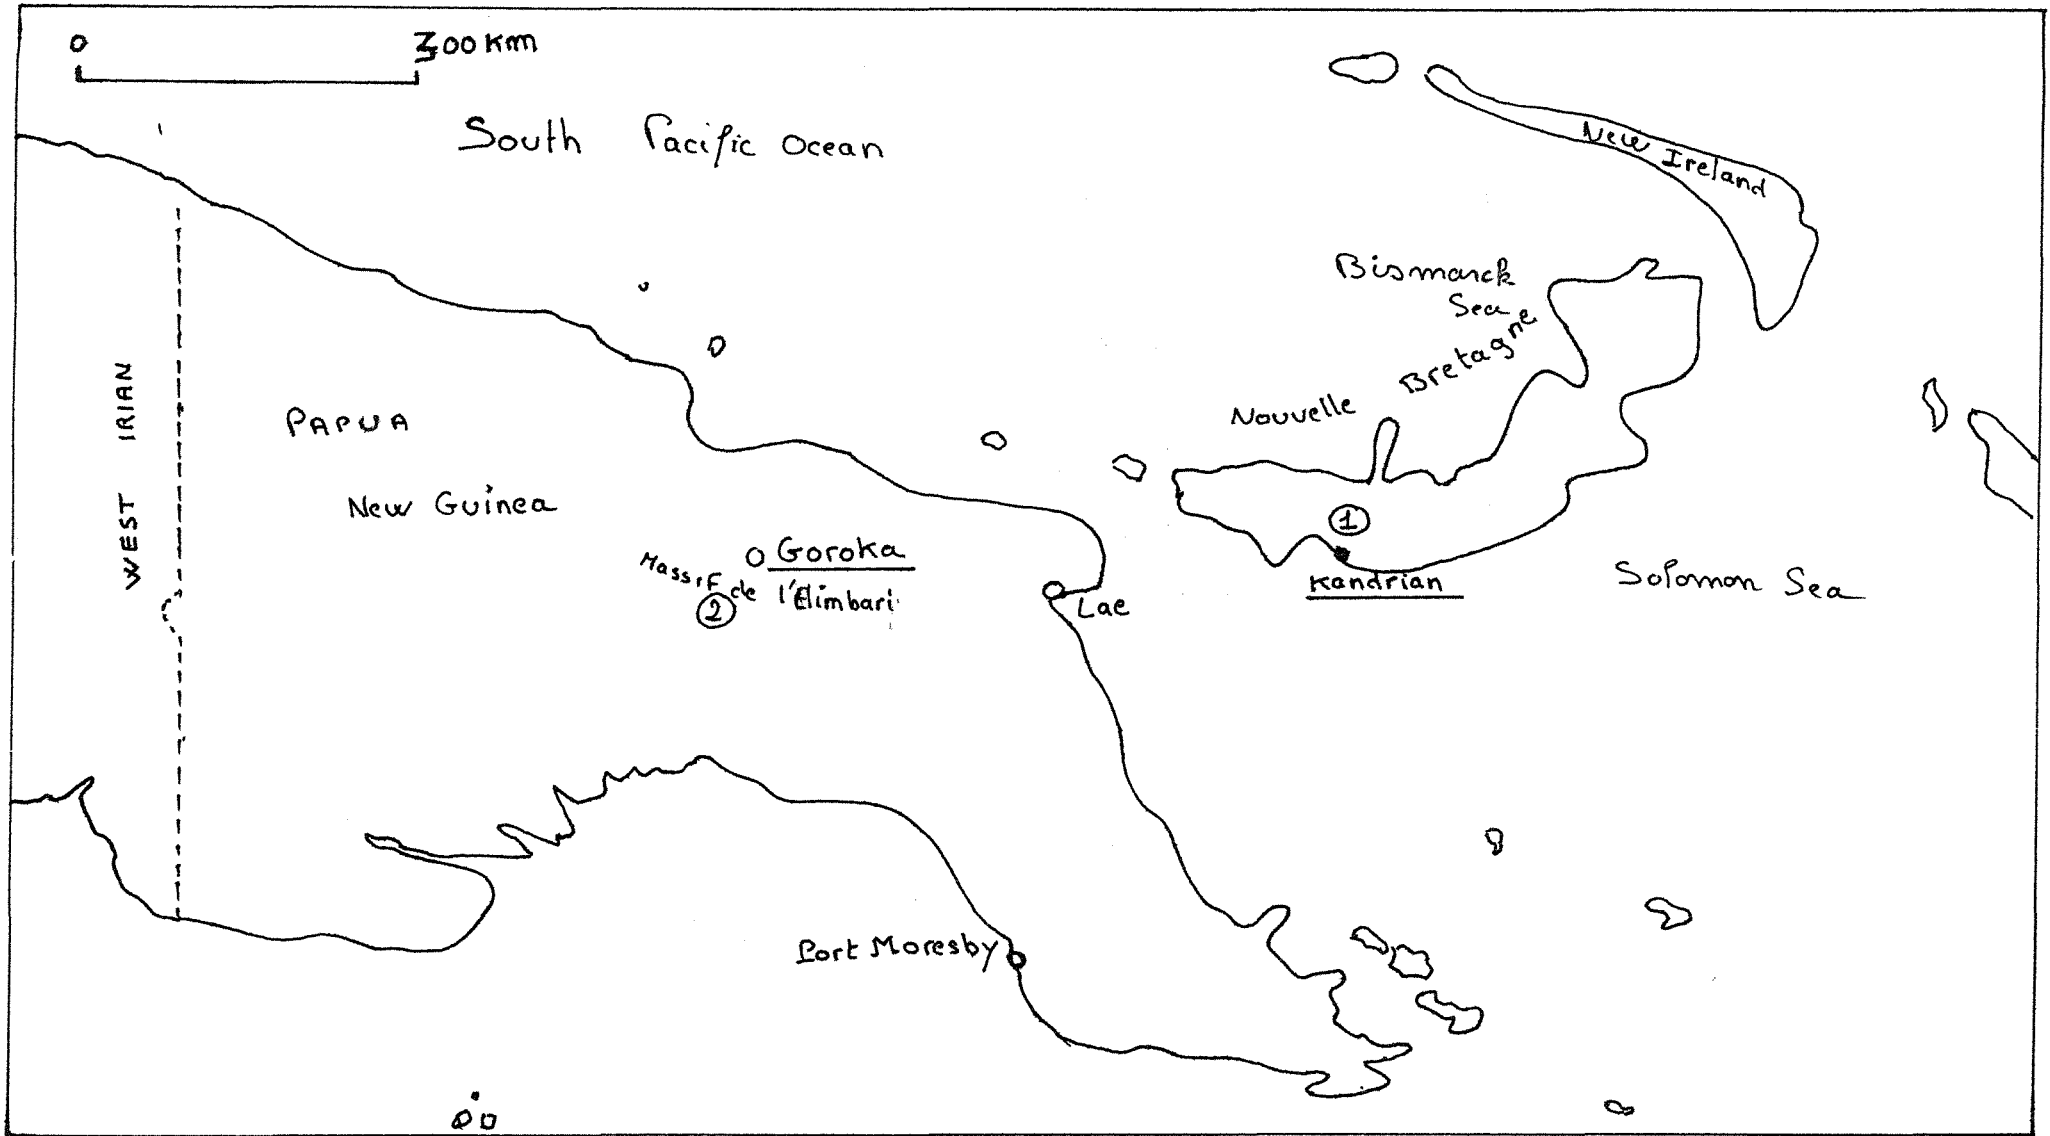 0 300 Km
South Pacific Ocean
New Ireland
Bismarck
Sea
Nouvelle Bretagne
WEST IRIAN
PAPUA
New Guinea
1
Goroka
Massif de l'Elimbari
2
Lae
Kandrian
Solomon Sea
Port Moresby